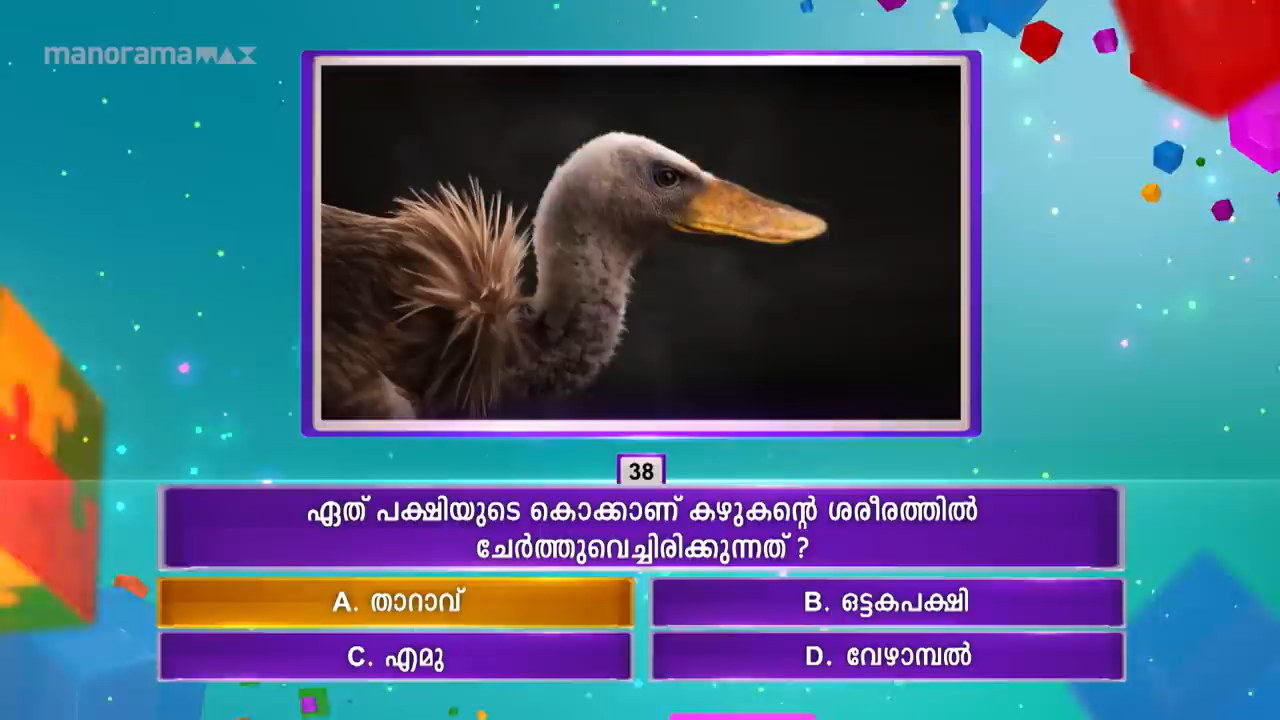 manoramaMAX
38
ഏത് പക്ഷിയുടെ കൊക്കാണ് കഴുകന്റെ ശരീരത്തിൽ
ചേർത്തുവെച്ചിരിക്കുന്നത് ?
A. താറാവ്
B. ഒട്ടകപക്ഷി
C. എമു
D. വേഴാമ്പൽ